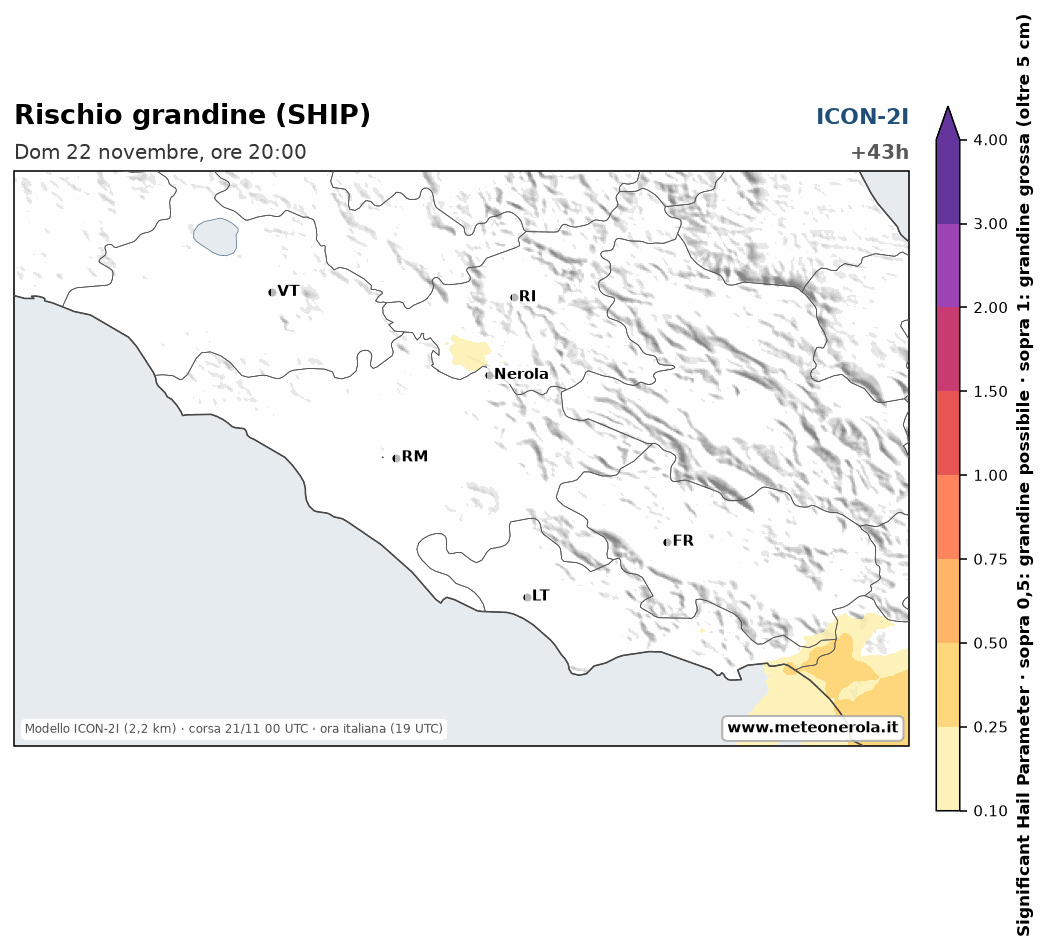 Rischio grandine (SHIP)
ICON-2I
Dom 22 novembre, ore 20:00
+43h
VT
RI
Nerola
RM
FR
LT
Modello ICON-2I (2,2 km) · corsa 21/11 00 UTC · ora italiana (19 UTC)
www.meteonerola.it
4.00
3.00
2.00
1.50
1.00
0.75
0.50
0.25
0.10
Significant Hail Parameter · sopra 0,5: grandine possibile · sopra 1: grandine grossa (oltre 5 cm)